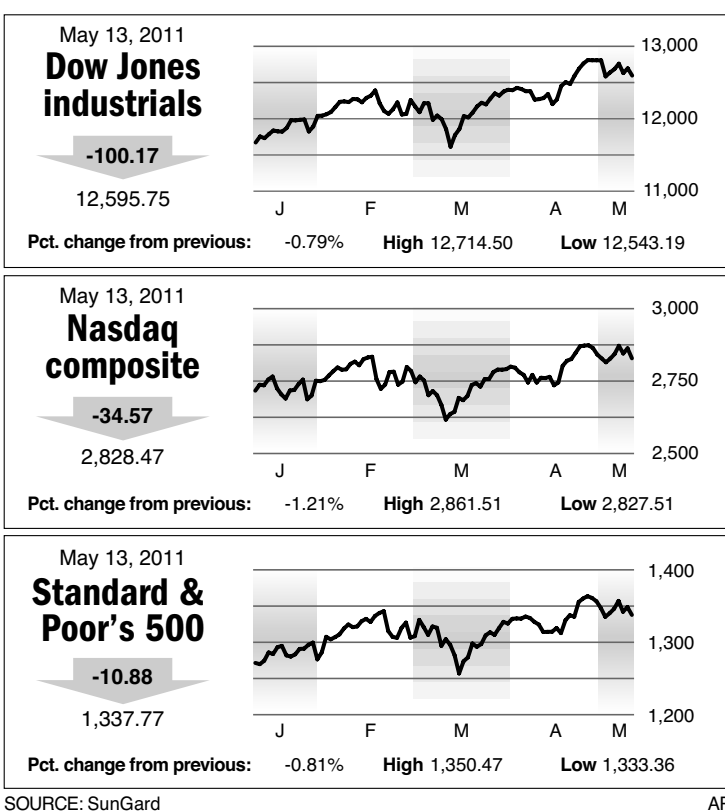 May 13, 2011
Dow Jones
industrials
-100.17
12,595.75
13,000
12,000
11,000
J F M A M
Pct. change from previous: -0.79% High 12,714.50 Low 12,543.19
May 13, 2011
Nasdaq
composite
-34.57
2,828.47
3,000
2,750
2,500
J F M A M
Pct. change from previous: -1.21% High 2,861.51 Low 2,827.51
May 13, 2011
Standard &
Poor's 500
-10.88
1,337.77
1,400
1,300
1,200
J F M A M
Pct. change from previous: -0.81% High 1,350.47 Low 1,333.36
SOURCE: SunGard AP